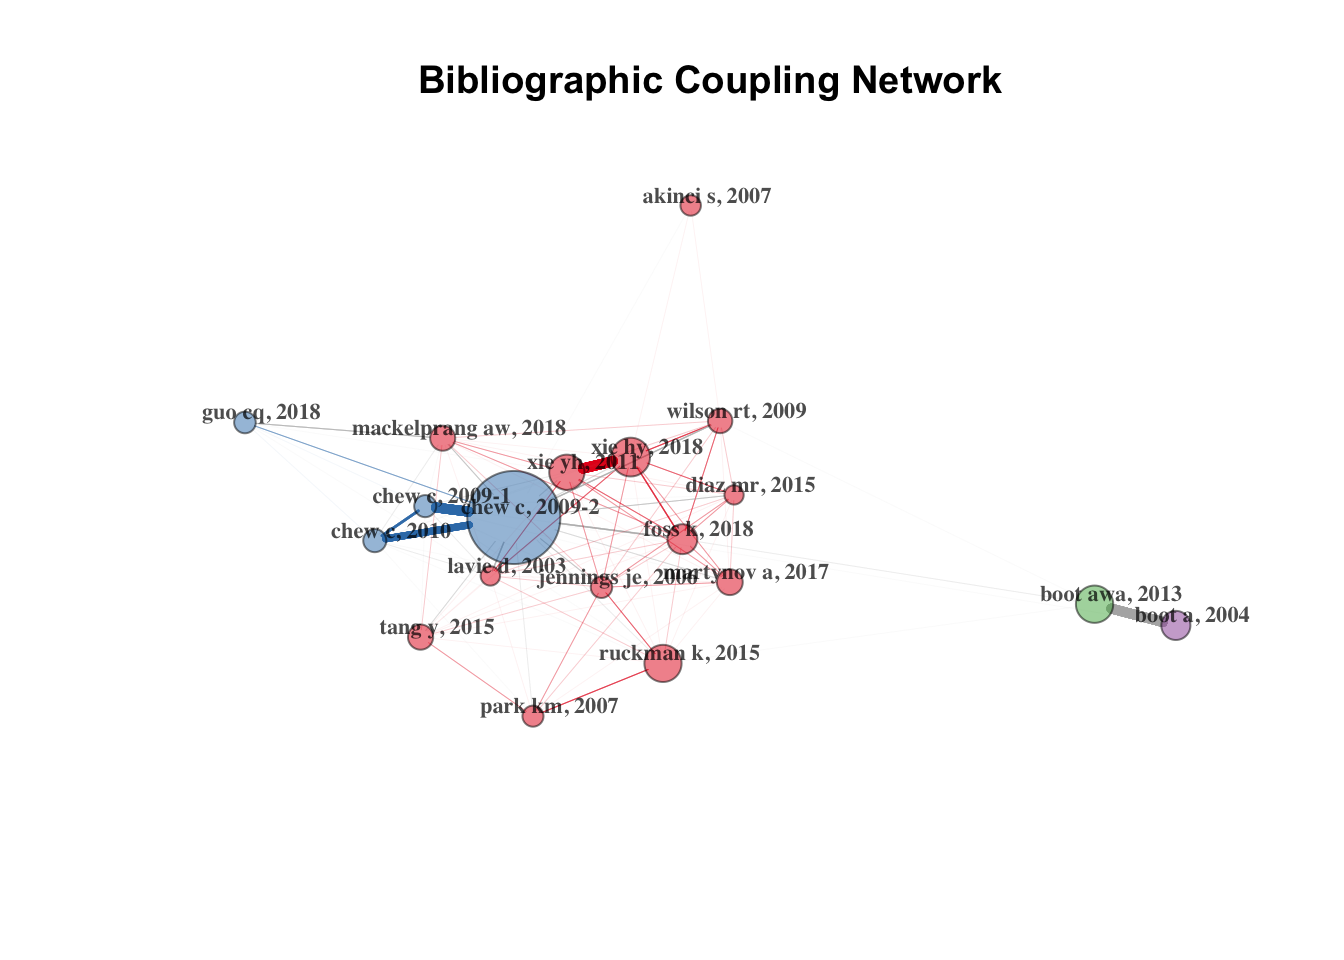 Bibliographic Coupling Network
akinci s, 2007
guo cq, 2018
wilson rt, 2009
mackelprang aw, 2018
xie hy, 2018
xie yh, 2011
diaz mr, 2015
chew c, 2009-1
chew c, 2009-2
chew c, 2010
foss k, 2018
lavie d, 2003
jennings je, 2006
martynov a, 2017
boot awa, 2013
boot a, 2004
tang y, 2015
ruckman k, 2015
park km, 2007